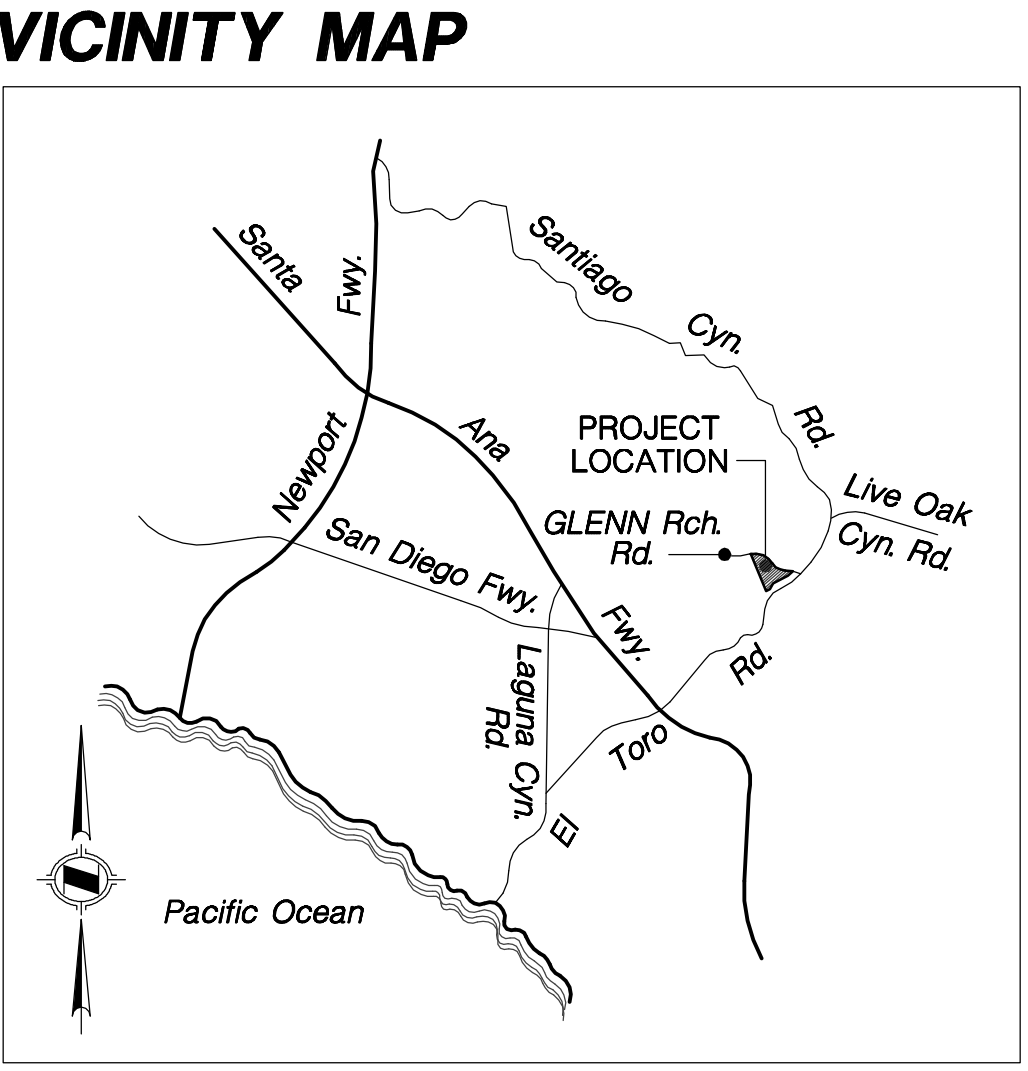 VICINITY MAP
Santa
Fwy.
Santiago
Cyn.
Rd.
Newport
Ana
PROJECT
LOCATION
Live Oak
Cyn. Rd.
GLENN Rch.
Rd.
San Diego Fwy.
Fwy.
Laguna Cyn.
Rd.
Rd.
Toro
El
Pacific Ocean